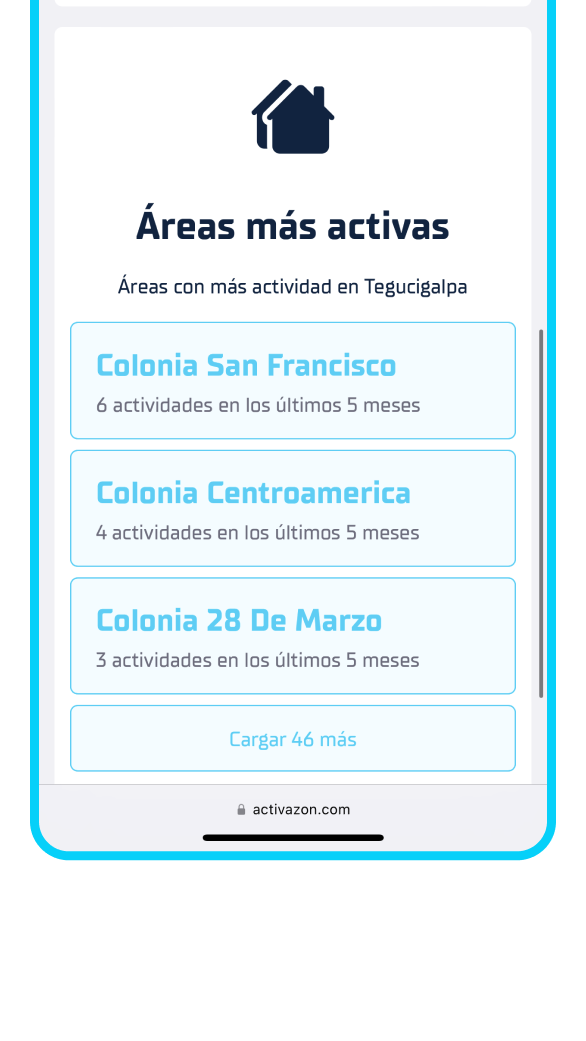 Áreas más activas
Áreas con más actividad en Tegucigalpa
Colonia San Francisco
6 actividades en los últimos 5 meses
Colonia Centroamerica
4 actividades en los últimos 5 meses
Colonia 28 De Marzo
3 actividades en los últimos 5 meses
Cargar 46 más
activazon.com